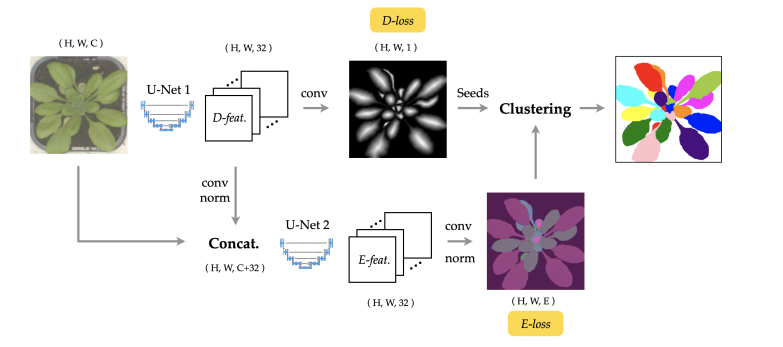 D-loss
( H, W, C )
( H, W, 32 )
( H, W, 1 )
U-Net 1
D-feat.
conv
Seeds
Clustering
conv
norm
U-Net 2
Concat.
( H, W, C+32 )
E-feat.
conv
norm
( H, W, 32 )
( H, W, E )
E-loss